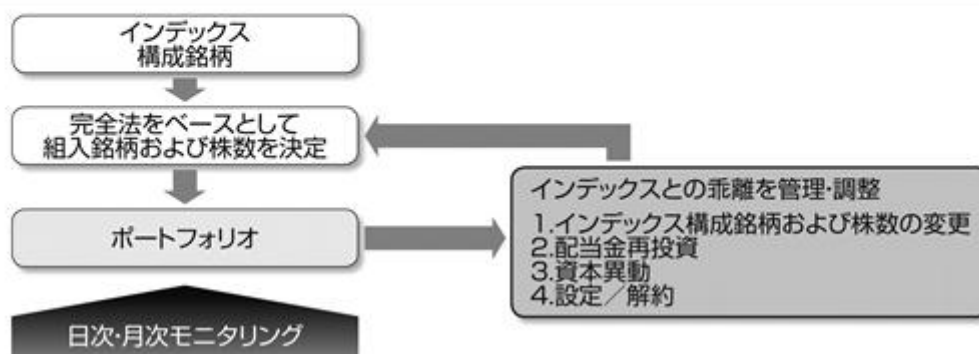 インデックス
構成銘柄
完全法をベースとして
組入銘柄および株数を決定
ポートフォリオ
日次・月次モニタリング
インデックスとの乖離を管理・調整
1.インデックス構成銘柄および株数の変更
2.配当金再投資
3.資本異動
4.設定／解約